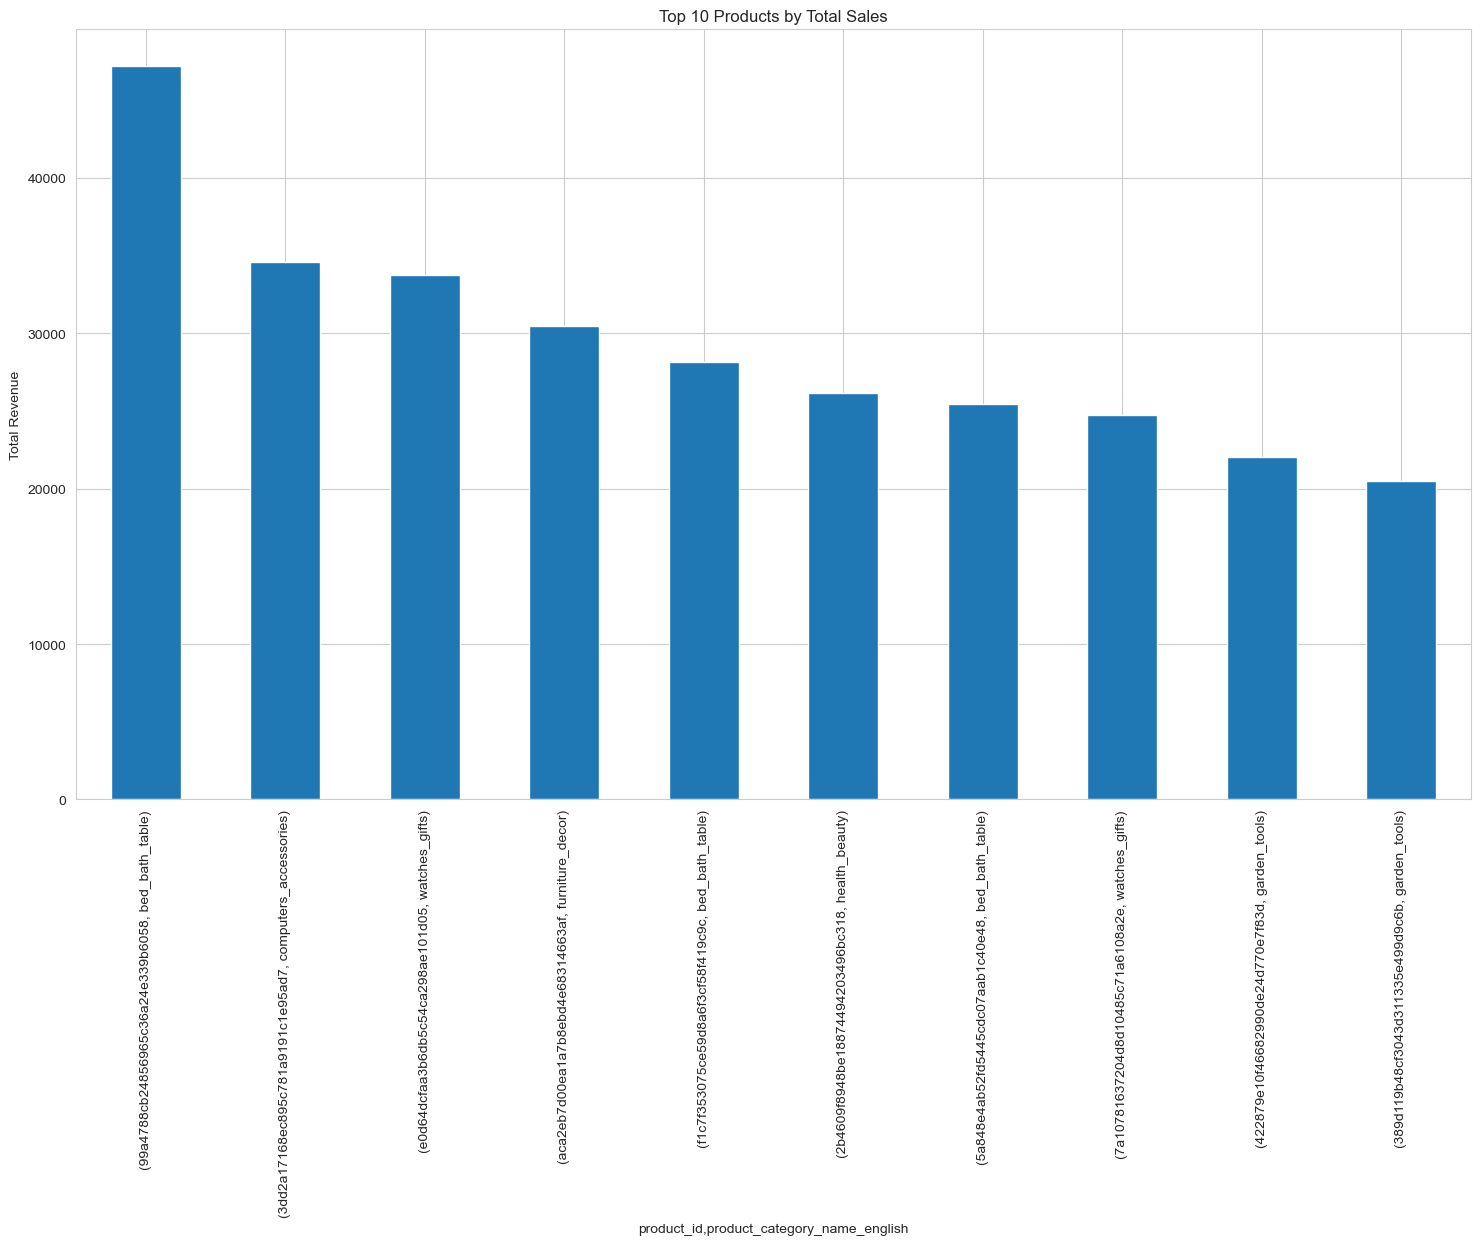 Top 10 Products by Total Sales
Total Revenue
40000
30000
20000
10000
0
(99a4788cb24856965c36a24e339b6058, bed_bath_table)
(3dd2a17168ec895c781a9191c1e95ad7, computers_accessories)
(e0d64dcfaa3b6db5c54ca298ae101d05, watches_gifts)
(aca2eb7d00ea1a7b8ebd4e68314663af, furniture_decor)
(f1c7f353075ce59d8a6f3cf58f419c9c, bed_bath_table)
(2b4609f8948be18874494203496bc318, health_beauty)
(5a848e4ab52fd5445cdc07aab1c40e48, bed_bath_table)
(7a10781637204d8d10485c71a6108a2e, watches_gifts)
(422879e10f46682990de24d770e7f83d, garden_tools)
(389d119b48cf3043d311335e499d9c6b, garden_tools)
product_id,product_category_name_english